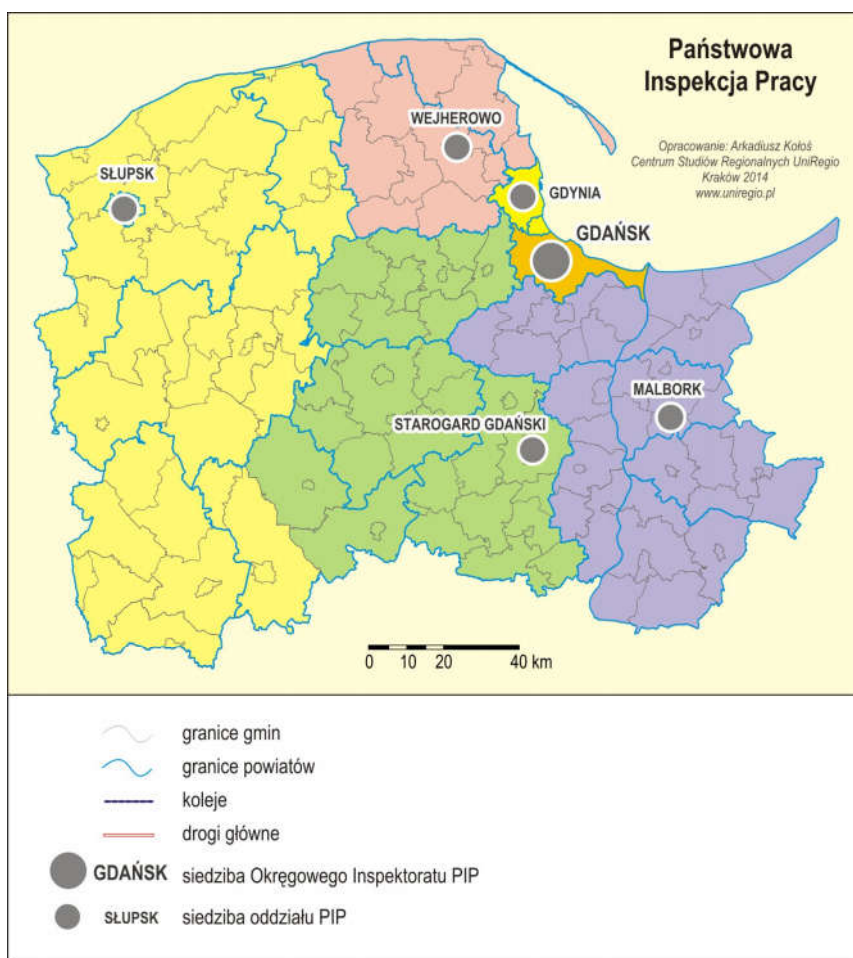 Państwowa
Inspekcja Pracy
Opracowanie: Arkadiusz Kołoś
Centrum Studiów Regionalnych UniRegio
Kraków 2014
www.uniregio.pl
WEJHEROWO
SŁUPSK
GDYNIA
GDAŃSK
MALBORK
STAROGARD GDAŃSKI
0 10 20 40 km
granice gmin
granice powiatów
koleje
drogi główne
GDAŃSK siedziba Okręgowego Inspektoratu PIP
SŁUPSK siedziba oddziału PIP